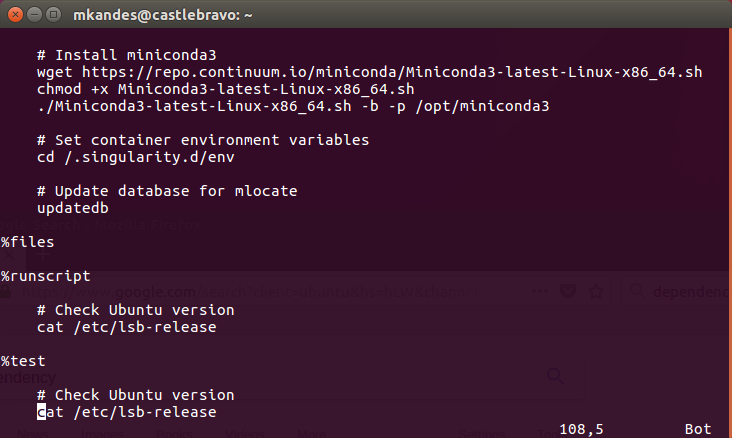 mkandes@castlebravo: ~
# Install miniconda3
wget https://repo.continuum.io/miniconda/Miniconda3-latest-Linux-x86_64.sh
chmod +x Miniconda3-latest-Linux-x86_64.sh
./Miniconda3-latest-Linux-x86_64.sh -b -p /opt/miniconda3
# Set container environment variables
cd /.singularity.d/env
# Update database for mlocate
updatedb
%files
%runscript
# Check Ubuntu version
cat /etc/lsb-release
%test
# Check Ubuntu version
cat /etc/lsb-release
108,5 Bot